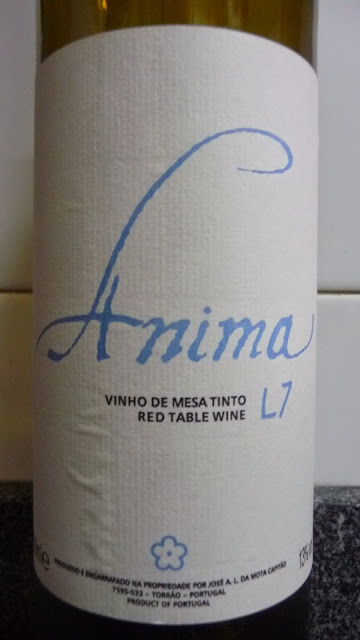 Anima
VINHO DE MESA TINTO
RED TABLE WINE
L7
PRODUZIDO E ENGARRAFADO NA PROPRIEDADE POR JOSÉ A. L. DA MOTA CAPITÃO
7595-033 - TORRÃO - PORTUGAL
PRODUCT OF PORTUGAL
13%